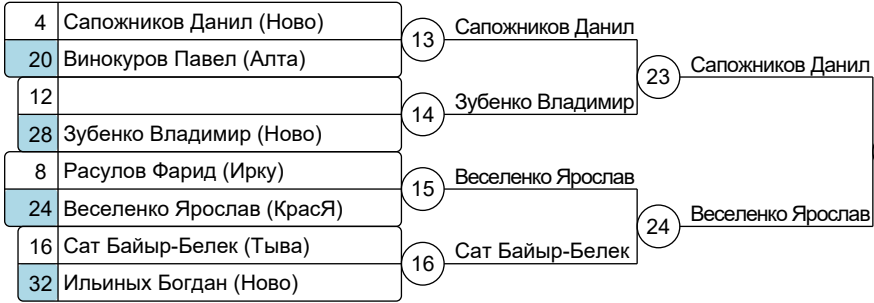 4 Сапожников Данил (Ново)
20 Винокуров Павел (Алта)
12
28 Зубенко Владимир (Ново)
8 Расулов Фарид (Ирку)
24 Веселенко Ярослав (КрасЯ)
16 Сат Байыр-Белек (Тыва)
32 Ильиных Богдан (Ново)
13 Сапожников Данил
14 Зубенко Владимир
15 Веселенко Ярослав
16 Сат Байыр-Белек
23 Сапожников Данил
24 Веселенко Ярослав